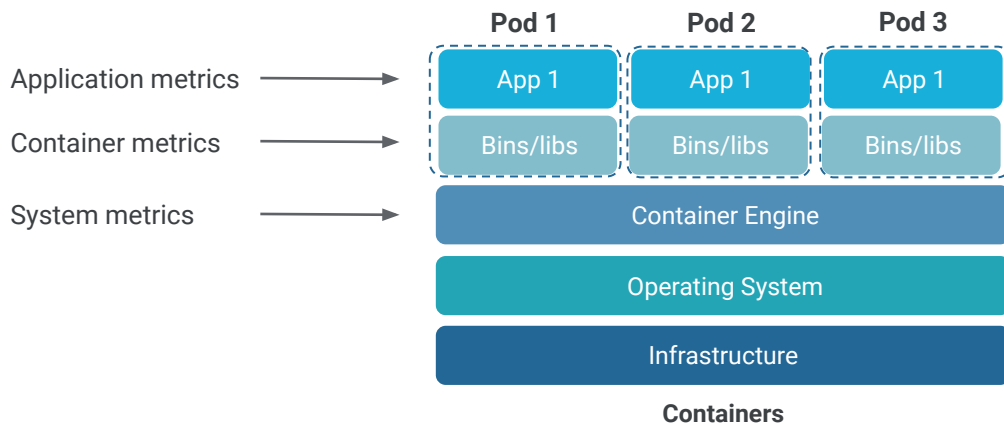 Pod 1 Pod 2 Pod 3
Application metrics App 1 App 1 App 1
Container metrics Bins/libs Bins/libs Bins/libs
System metrics Container Engine
Operating System
Infrastructure
Containers